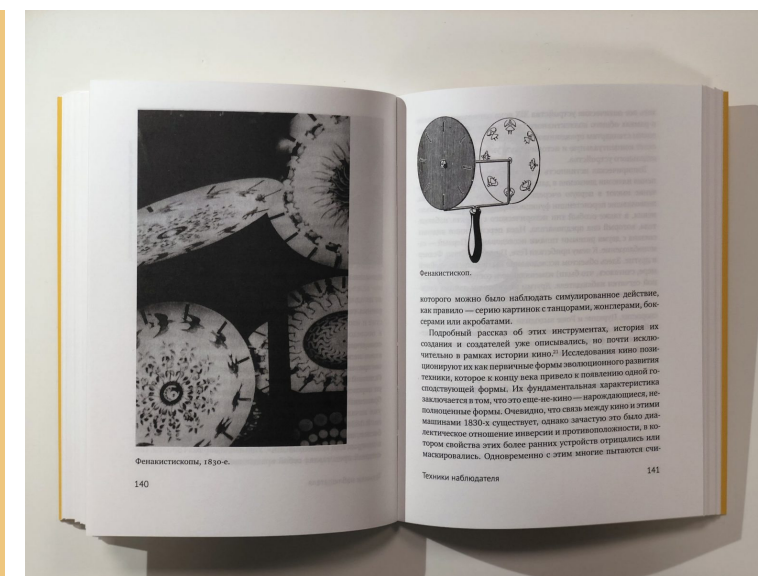 Фенакистископы, 1830-е.
140
Фенакистископ.
которого можно было наблюдать симулированное действие,
как правило — серию картинок с танцорами, жонглерами, бок-
серами или акробатами.
Подробный рассказ об этих инструментах, история их
создания и создателей уже описывались, но почти исклю-
чительно в рамках истории кино.²³ Исследования кино пози-
ционируют их как первичные формы эволюционного развития
техники, которое к концу века привело к появлению одной го-
сподствующей формы. Их фундаментальная характеристика
заключается в том, что это еще-не-кино — нарождающиеся, не-
полноценные формы. Очевидно, что связь между кино и этими
машинами 1830-х существует, однако зачастую это было диа-
лектическое отношение инверсии и противоположности, в ко-
тором свойства этих более ранних устройств отрицались или
маскировались. Одновременно с этим многие пытаются счи-
Техники наблюдателя
141